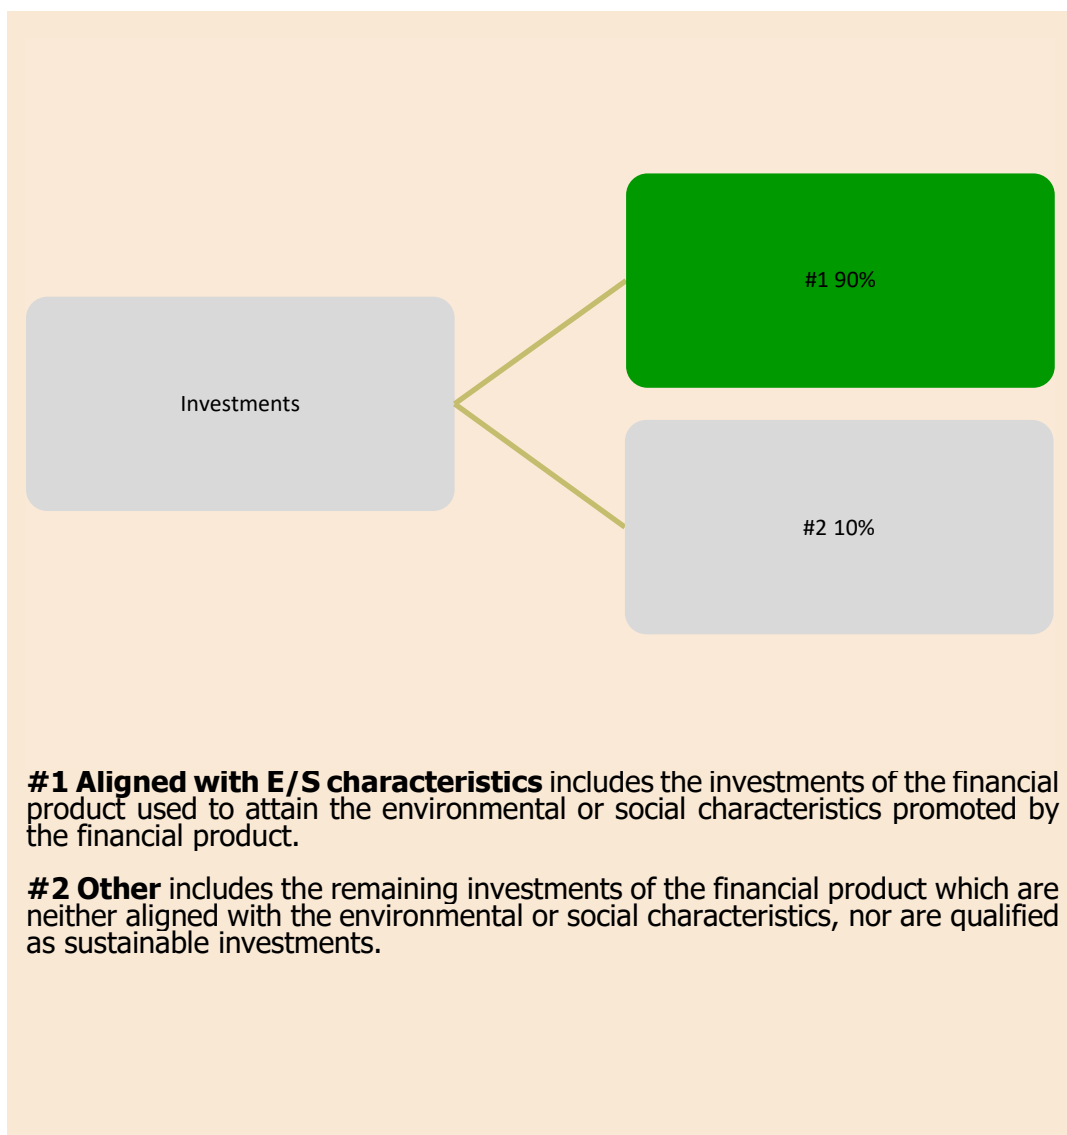 #1 90%
Investments
#2 10%
#1 Aligned with E/S characteristics includes the investments of the financial
product used to attain the environmental or social characteristics promoted by
the financial product.
#2 Other includes the remaining investments of the financial product which are
neither aligned with the environmental or social characteristics, nor are qualified
as sustainable investments.